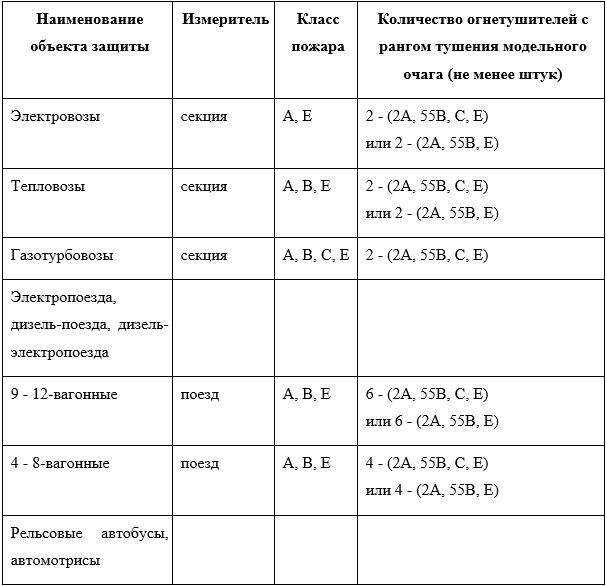 Наименование объекта защиты
Измеритель
Класс пожара
Количество огнетушителей с рангом тушения модельного очага (не менее штук)
Электровозы
секция
A, E
2 - (2A, 55B, C, E)
или 2 - (2A, 55B, E)
Тепловозы
секция
A, B, E
2 - (2A, 55B, C, E)
или 2 - (2A, 55B, E)
Газотурбовозы
секция
A, B, C, E
2 - (2A, 55B, C, E)
Электропоезда,
дизель-поезда, дизель-
электропоезда
9 - 12-вагонные
поезд
A, B, E
6 - (2A, 55B, C, E)
или 6 - (2A, 55B, E)
4 - 8-вагонные
поезд
A, B, E
4 - (2A, 55B, C, E)
или 4 - (2A, 55B, E)
Рельсовые автобусы,
автомотрисы